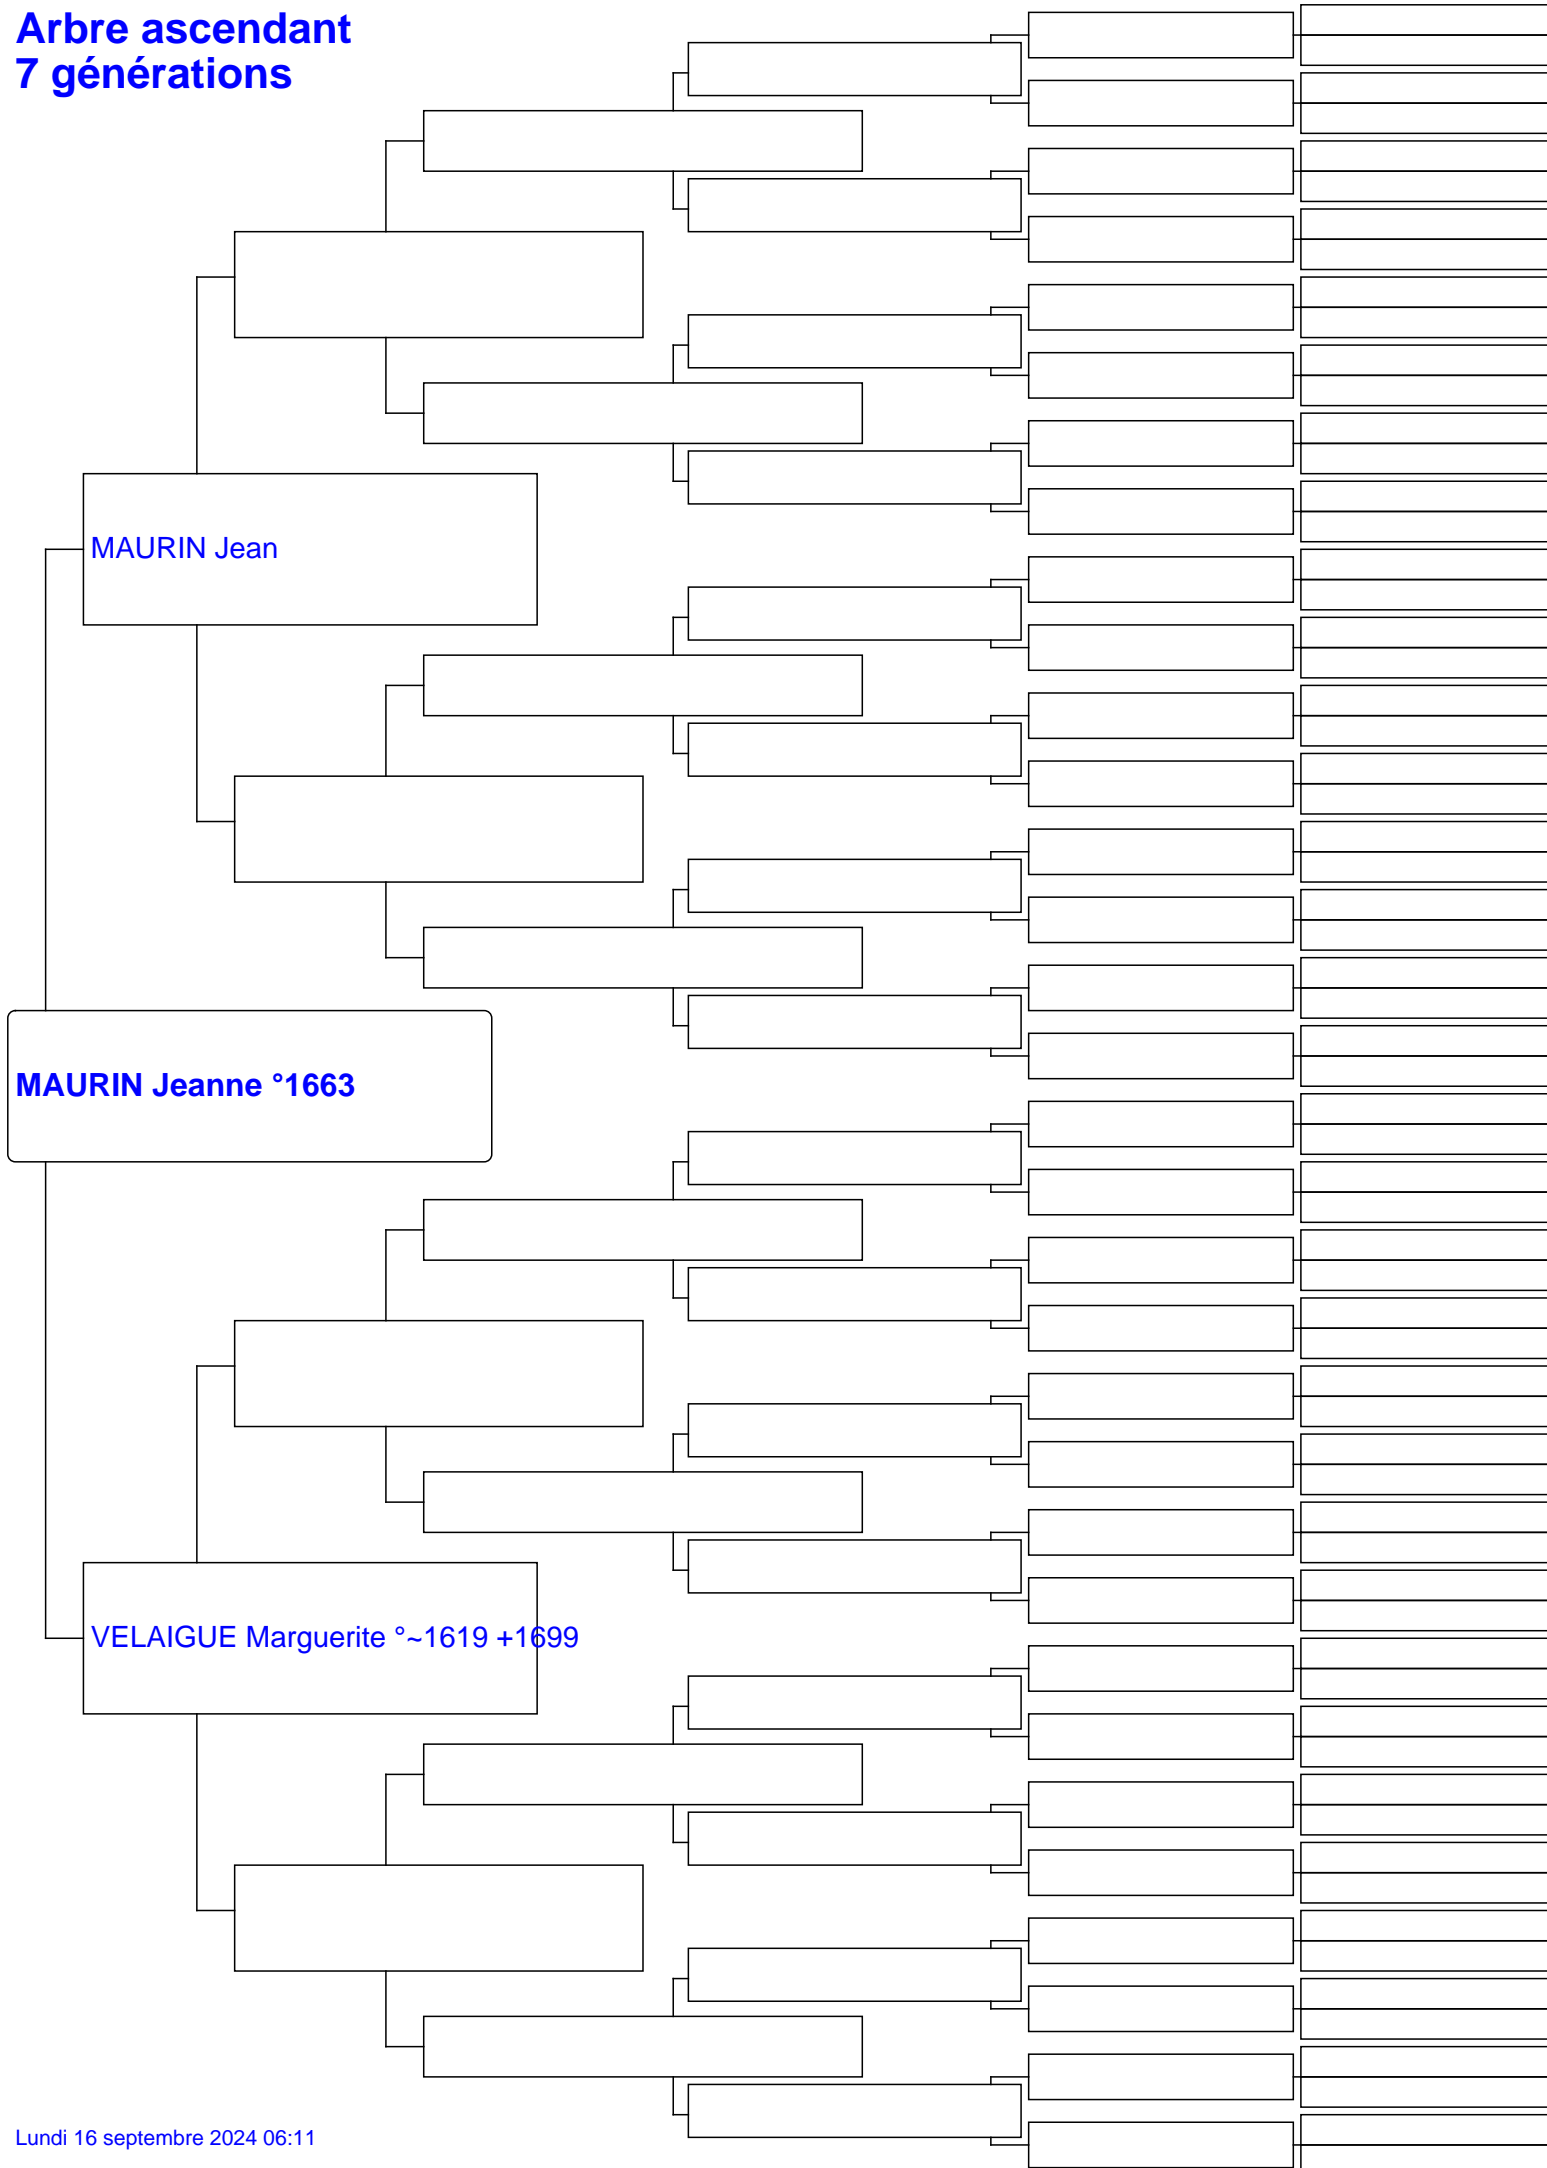 Arbre ascendant
7 générations
MAURIN Jean
MAURIN Jeanne °1663
VELAIGUE Marguerite °~1619 +1699
Lundi 16 septembre 2024 06:11